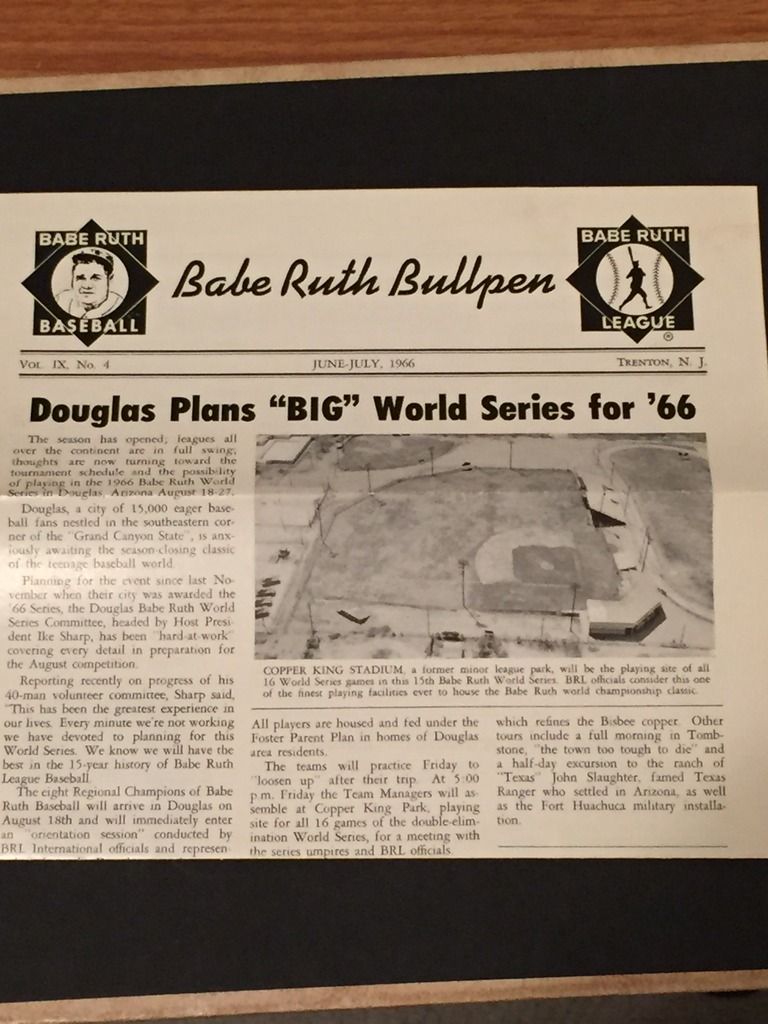 BABE RUTH
BASEBALL
Babe Ruth Bullpen
BABE RUTH
LEAGUE
®
VOL. IX, No. 4
JUNE-JULY, 1966
TRENTON, N. J.
Douglas Plans "BIG" World Series for '66
The season has opened, leagues all
over the continent are in full swing,
thoughts are now turning toward the
tournament schedule and the possibility
of playing in the 1966 Babe Ruth World
Series in Douglas, Arizona August 18-27.
Douglas, a city of 15,000 eager base-
ball fans nestled in the southeastern cor-
ner of the "Grand Canyon State", is anx-
iously awaiting the season-closing classic
of the teenage baseball world.
Planning for the event since last No-
vember when their city was awarded the
'66 Series, the Douglas Babe Ruth World
Series Committee, headed by Host Presi-
dent Ike Sharp, has been "hard-at-work"
covering every detail in preparation for
the August competition.
Reporting recently on progress of his
40-man volunteer committee, Sharp said,
"This has been the greatest experience in
our lives. Every minute we're not working
we have devoted to planning for this
World Series. We know we will have the
best in the 15-year history of Babe Ruth
League Baseball.
The eight Regional Champions of Babe
Ruth Baseball will arrive in Douglas on
August 18th and will immediately enter
an "orientation session" conducted by
BRL International officials and represen-
COPPER KING STADIUM, a former minor league park, will be the playing site of all
16 World Series games in this 15th Babe Ruth World Series. BRL officials consider this one
of the finest playing facilities ever to house the Babe Ruth world championship classic.
All players are housed and fed under the
Foster Parent Plan in homes of Douglas
area residents.
The teams will practice Friday to
"loosen up" after their trip. At 5:00
p.m. Friday the Team Managers will as-
semble at Copper King Park, playing
site for all 16 games of the double-elim-
ination World Series, for a meeting with
the series umpires and BRL officials.
which refines the Bisbee copper. Other
tours include a full morning in Tomb-
stone, "the town too tough to die" and
a half-day excursion to the ranch of
"Texas" John Slaughter, famed Texas
Ranger who settled in Arizona, as well
as the Fort Huachuca military installa-
tion.